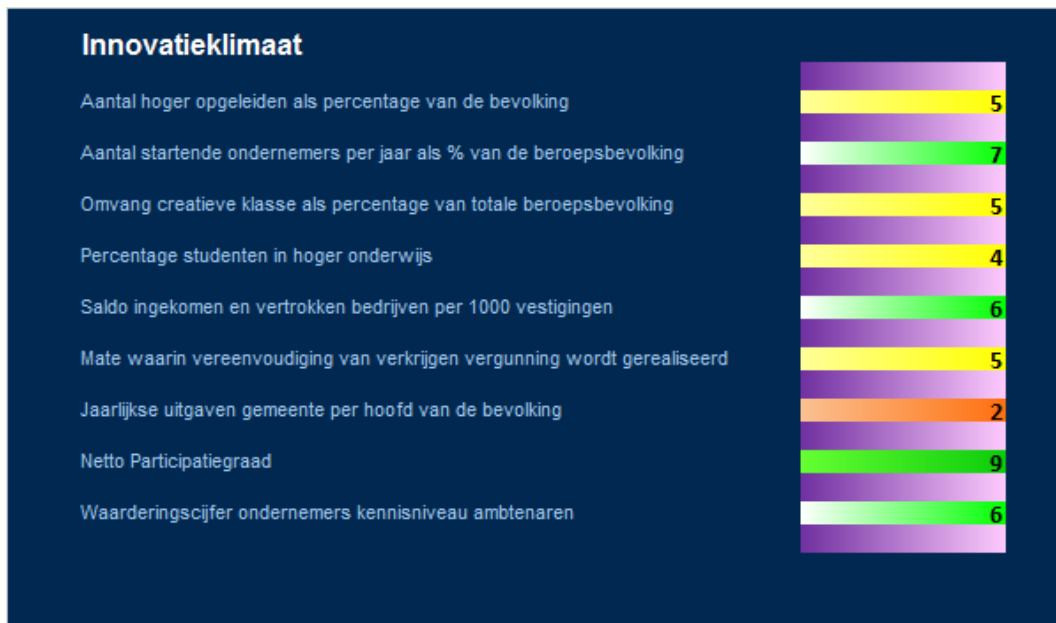 Innovatieklimaat
Aantal hoger opgeleiden als percentage van de bevolking 5
Aantal startende ondernemers per jaar als % van de beroepsbevolking 7
Omvang creatieve klasse als percentage van totale beroepsbevolking 5
Percentage studenten in hoger onderwijs 4
Saldo ingekomen en vertrokken bedrijven per 1000 vestigingen 6
Mate waarin vereenvoudiging van verkrijgen vergunning wordt gerealiseerd 5
Jaarlijkse uitgaven gemeente per hoofd van de bevolking 2
Netto Participatiegraad 9
Waarderingscijfer ondernemers kennisniveau ambtenaren 6